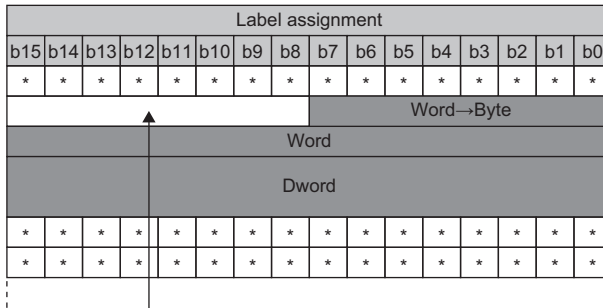 Label assignment
b15 b14 b13 b12 b11 b10 b9 b8 b7 b6 b5 b4 b3 b2 b1 b0
* * * * * * * * * * * * * * * *
Word→Byte
Word
Dword
* * * * * * * * * * * * * * * *
* * * * * * * * * * * * * * * *